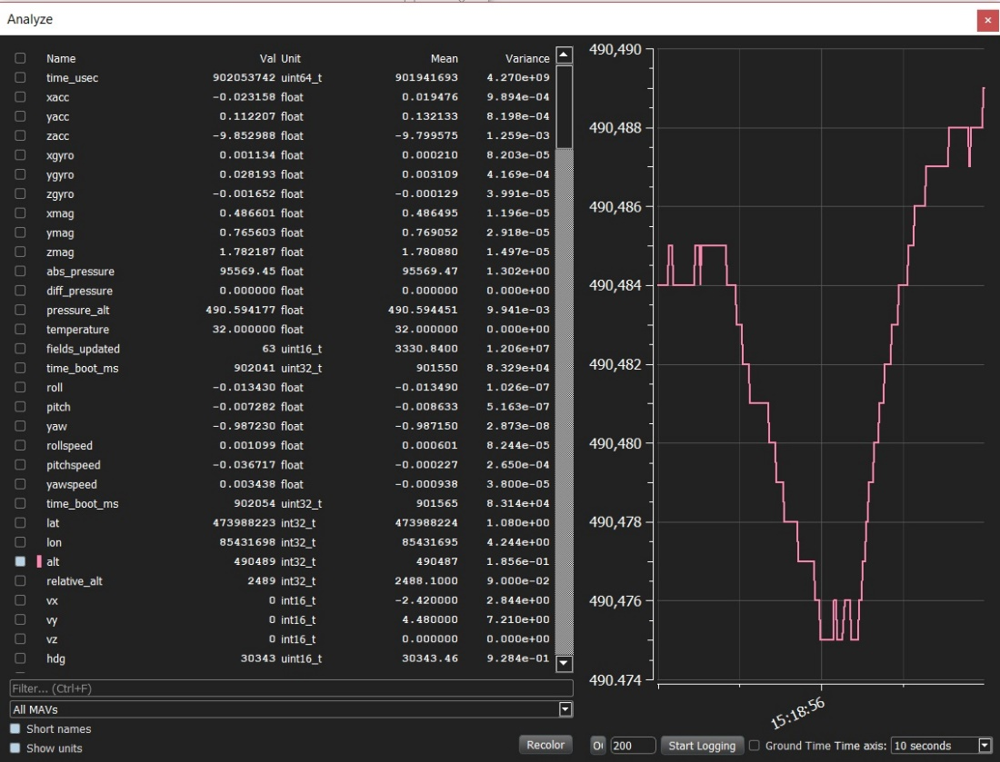 Analyze
Name Val Unit Mean Variance
time_usec 902053742 uint64_t 901941693 4.270e+09
xacc -0.023158 float 0.019476 9.894e-04
yacc 0.112207 float 0.132133 8.198e-04
zacc -9.852988 float -9.799575 1.259e-03
xgyro 0.001134 float 0.000210 8.203e-05
ygyro 0.028193 float 0.003109 4.169e-04
zgyro -0.001652 float -0.000129 3.991e-05
xmag 0.486601 float 0.486495 1.196e-05
ymag 0.765603 float 0.769052 2.918e-05
zmag 1.782187 float 1.780880 1.497e-05
abs_pressure 95569.45 float 95569.47 1.302e+00
diff_pressure 0.000000 float 0.000000 0.000e+00
pressure_alt 490.594177 float 490.594451 9.941e-03
temperature 32.000000 float 32.000000 0.000e+00
fields_updated 63 uint16_t 3330.8400 1.206e+07
time_boot_ms 902041 uint32_t 901550 8.329e+04
roll -0.013430 float -0.013490 1.026e-07
pitch -0.007282 float -0.008633 5.163e-07
yaw -0.987230 float -0.987150 2.873e-08
rollspeed 0.001099 float 0.000601 8.244e-05
pitchspeed -0.036717 float -0.000227 2.650e-04
yawspeed 0.003438 float -0.000938 3.800e-05
time_boot_ms 902054 uint32_t 901565 8.314e+04
lat 473988223 int32_t 473988224 1.080e+00
lon 85431698 int32_t 85431695 4.244e+00
alt 490489 int32_t 490487 1.856e-01
relative_alt 2489 int32_t 2488.1000 9.000e-02
vx 0 int16_t -2.420000 2.844e+00
vy 0 int16_t 4.480000 7.210e+00
vz 0 int16_t 0.000000 0.000e+00
hdg 30343 uint16_t 30343.46 9.284e-01
Filter... (Ctrl+F)
All MAVs
Short names
Show units
Recolor
490,490
490,488
490,486
490,484
490,482
490,480
490,478
490,476
490.474
15:18:56
200 Start Logging Ground Time Time axis: 10 seconds